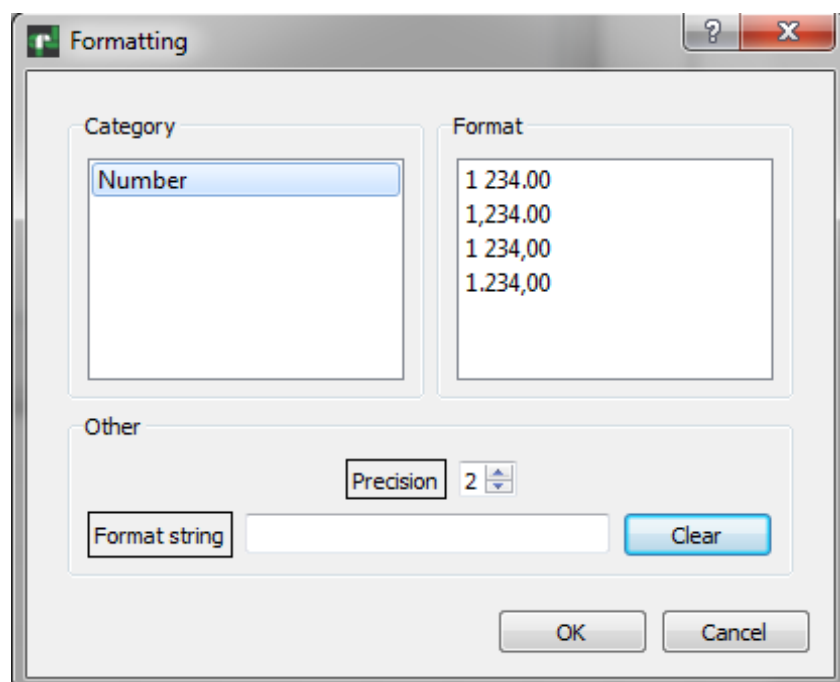 Formatting
Category
Number
Format
1 234.00
1,234.00
1 234,00
1.234,00
Other
Precision 2
Format string Clear
OK Cancel